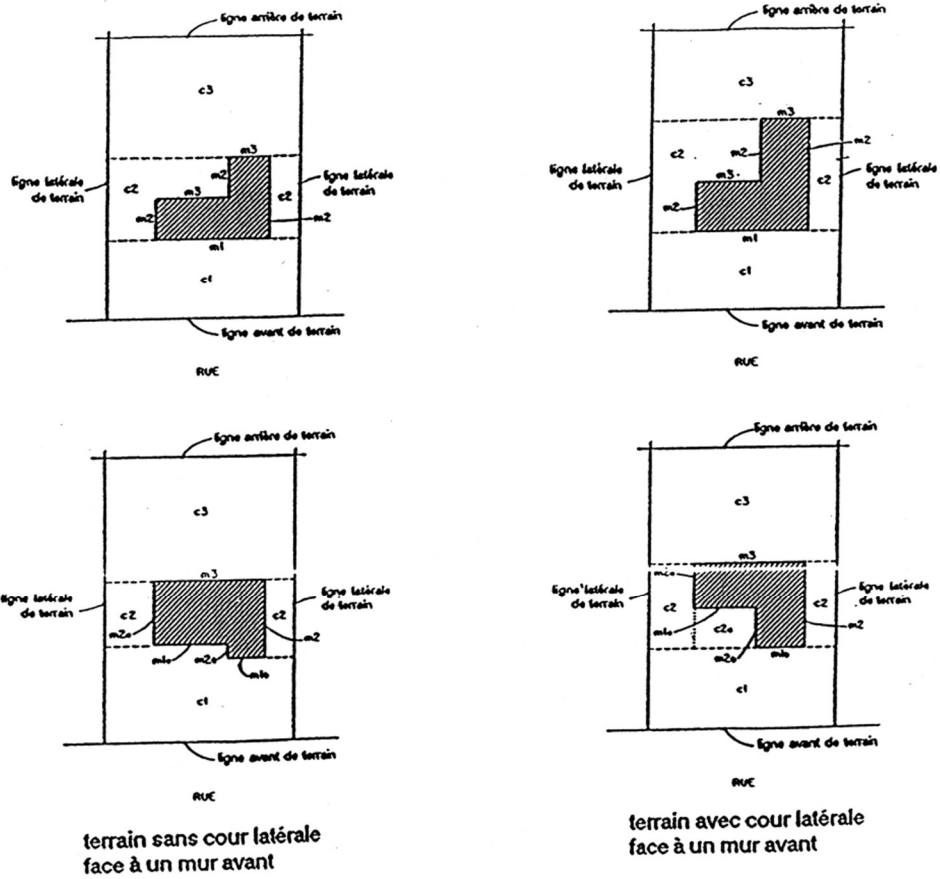 ligne arrière de terrain
c3
m3
m2
c2
m3
c2
m2
m2
ligne latérale
de terrain
ligne latérale
de terrain
m1
c1
ligne avant de terrain
RUE
ligne arrière de terrain
c3
m3
m2
c2
m2
m3
c2
m2
ligne latérale
de terrain
ligne latérale
de terrain
m1
c1
ligne avant de terrain
RUE
ligne arrière de terrain
c3
m3
ligne latérale
de terrain
ligne latérale
de terrain
c2
c2
m2a
m2
m1a
m2a
m1a
c1
ligne avant de terrain
RUE
terrain sans cour latérale
face à un mur avant
ligne arrière de terrain
c3
m3
ligne latérale
de terrain
ligne latérale
de terrain
c2
c2
m1a
c2a
m2
m2a
m1a
c1
ligne avant de terrain
RUE
terrain avec cour latérale
face à un mur avant